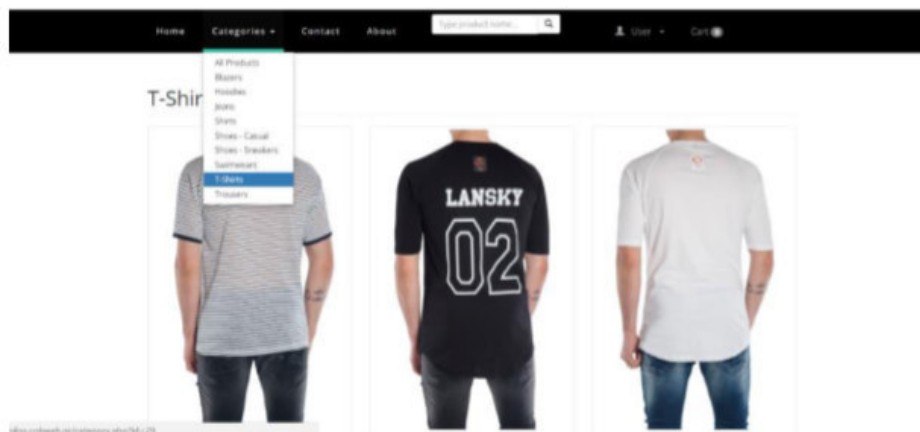 Home Categories Contact About Type product name... User Cart
All Products
Blazers
Hoodies
Jeans
Shirts
Shoes - Casual
Shoes - Sneakers
Swimwear
T-Shirts
Trousers
T-Shir
LANSKY
02